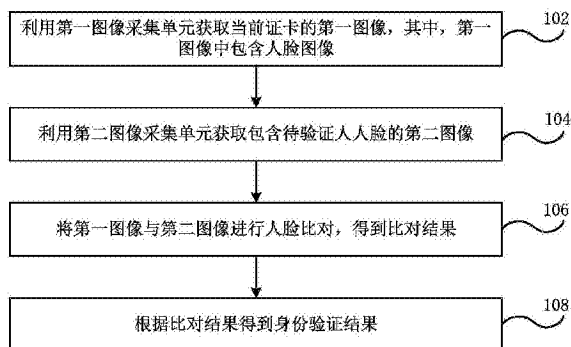 利用第一图像采集单元获取当前证卡的第一图像，其中，第一
图像中包含人脸图像
102
利用第二图像采集单元获取包含待验证人人脸的第二图像
104
将第一图像与第二图像进行人脸比对，得到比对结果
106
根据比对结果得到身份验证结果
108